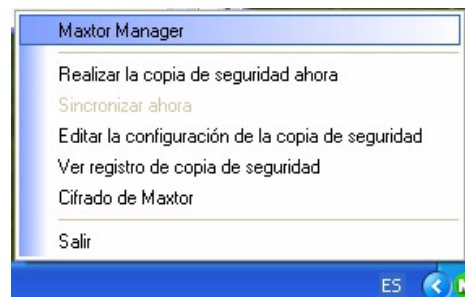 Maxtor Manager
Realizar la copia de seguridad ahora
Sincronizar ahora
Editar la configuración de la copia de seguridad
Ver registro de copia de seguridad
Cifrado de Maxtor
Salir
ES